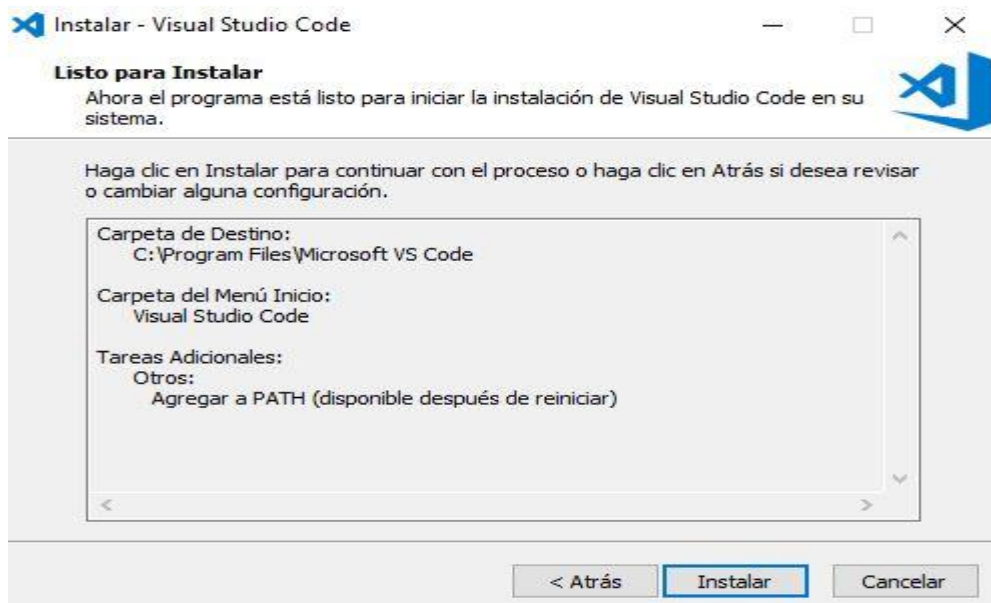 Instalar - Visual Studio Code
Listo para Instalar
Ahora el programa está listo para iniciar la instalación de Visual Studio Code en su
sistema.
Haga clic en Instalar para continuar con el proceso o haga clic en Atrás si desea revisar
o cambiar alguna configuración.
Carpeta de Destino:
C:\Program Files\Microsoft VS Code
Carpeta del Menú Inicio:
Visual Studio Code
Tareas Adicionales:
Otros:
Agregar a PATH (disponible después de reiniciar)
< Atrás Instalar Cancelar